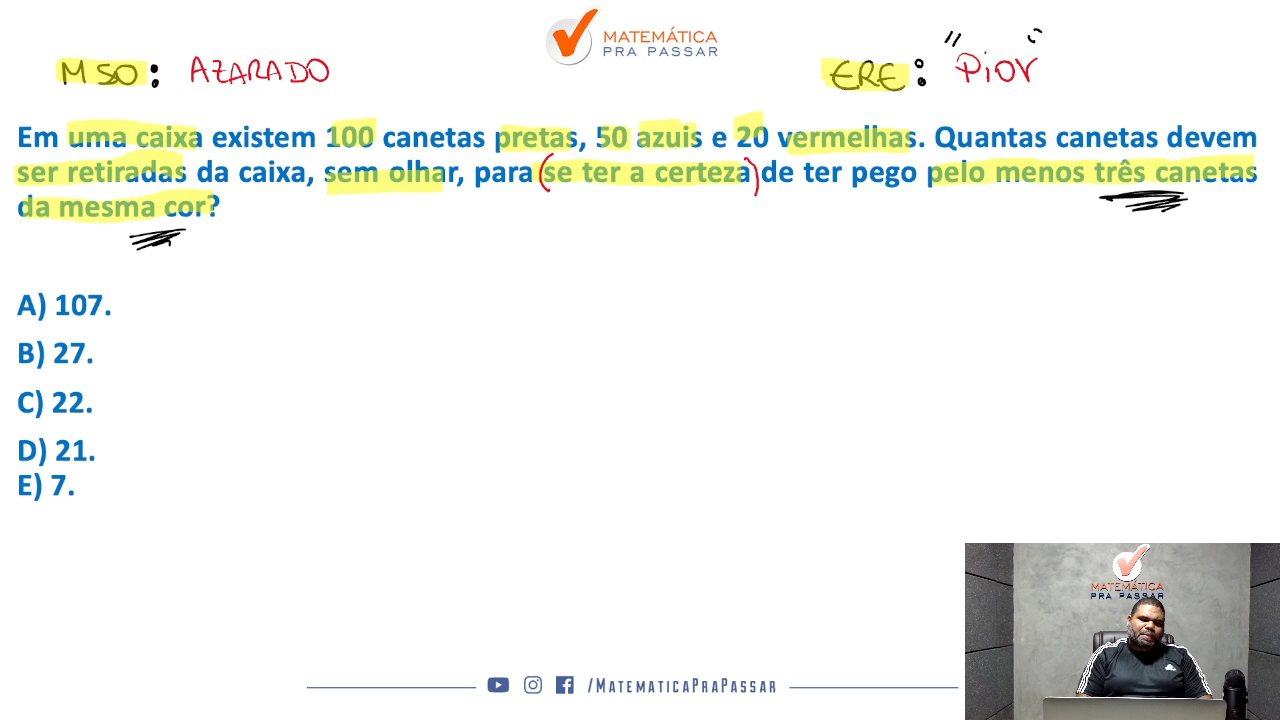 MATEMÁTICA
PRA PASSAR
MSO: AZARADO
ERE: "PiOR"
Em uma caixa existem 100 canetas pretas, 50 azuis e 20 vermelhas. Quantas canetas devem
ser retiradas da caixa, sem olhar, para (se ter a certeza) de ter pego pelo menos três canetas
da mesma cor?
A) 107.
B) 27.
C) 22.
D) 21.
E) 7.
MATEMÁTICA
PRA PASSAR
/MATEMATICAPRAPASSAR